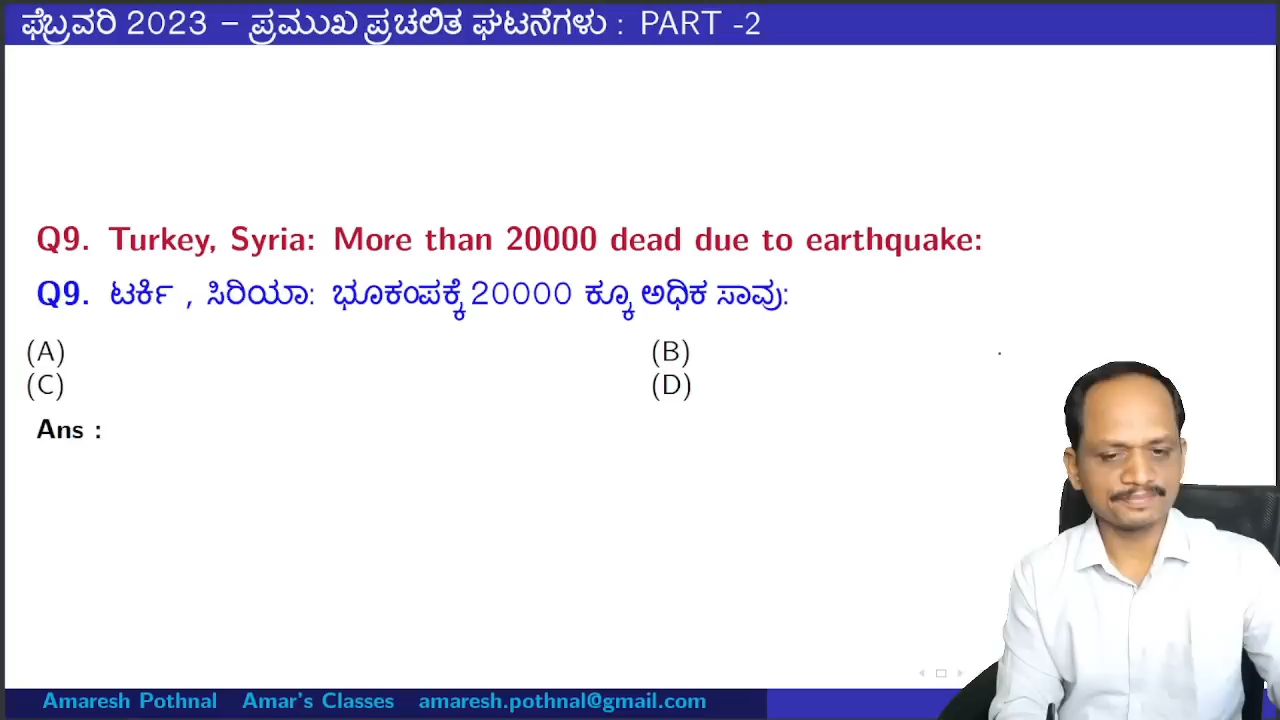 ಫೆಬ್ರವರಿ 2023 – ಪ್ರಮುಖ ಪ್ರಚಲಿತ ಘಟನೆಗಳು : PART -2
Q9. Turkey, Syria: More than 20000 dead due to earthquake:
Q9. ಟರ್ಕಿ , ಸಿರಿಯಾ: ಭೂಕಂಪಕ್ಕೆ 20000 ಕ್ಕೂ ಅಧಿಕ ಸಾವು:
(A) (B)
(C) (D)
Ans :
Amaresh Pothnal Amar's Classes amaresh.pothnal@gmail.com